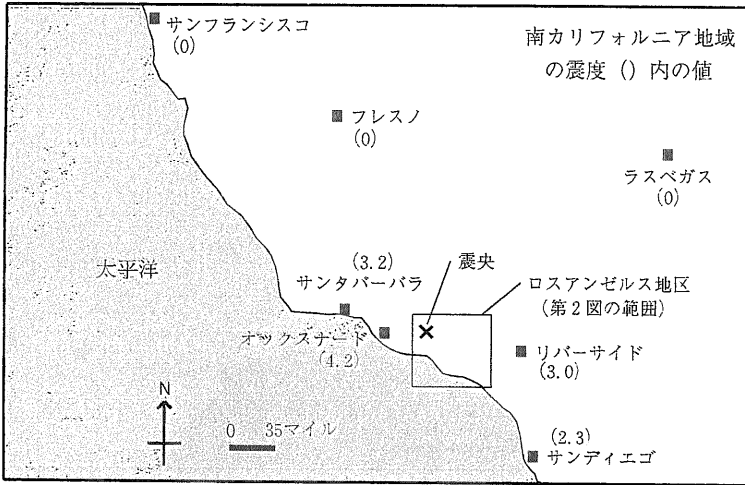 サンフランシスコ
(0)
南カリフォルニア地域
の震度 () 内の値
フレスノ
(0)
ラスベガス
(0)
太平洋
(3.2)
サンタバーバラ
震央
ロスアンゼルス地区
(第2図の範囲)
オックスナード
(4.2)
リバーサイド
(3.0)
N
0 35マイル
(2.3)
サンディエゴ